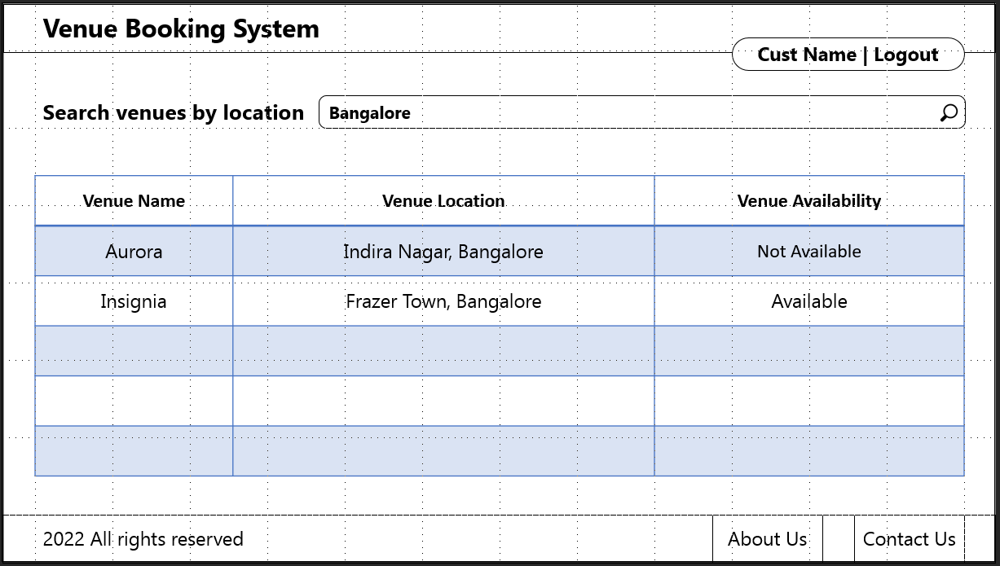 Venue Booking System
Cust Name | Logout
Search venues by location Bangalore
Venue Name Venue Location Venue Availability
Aurora Indira Nagar, Bangalore Not Available
Insignia Frazer Town, Bangalore Available
2022 All rights reserved About Us Contact Us